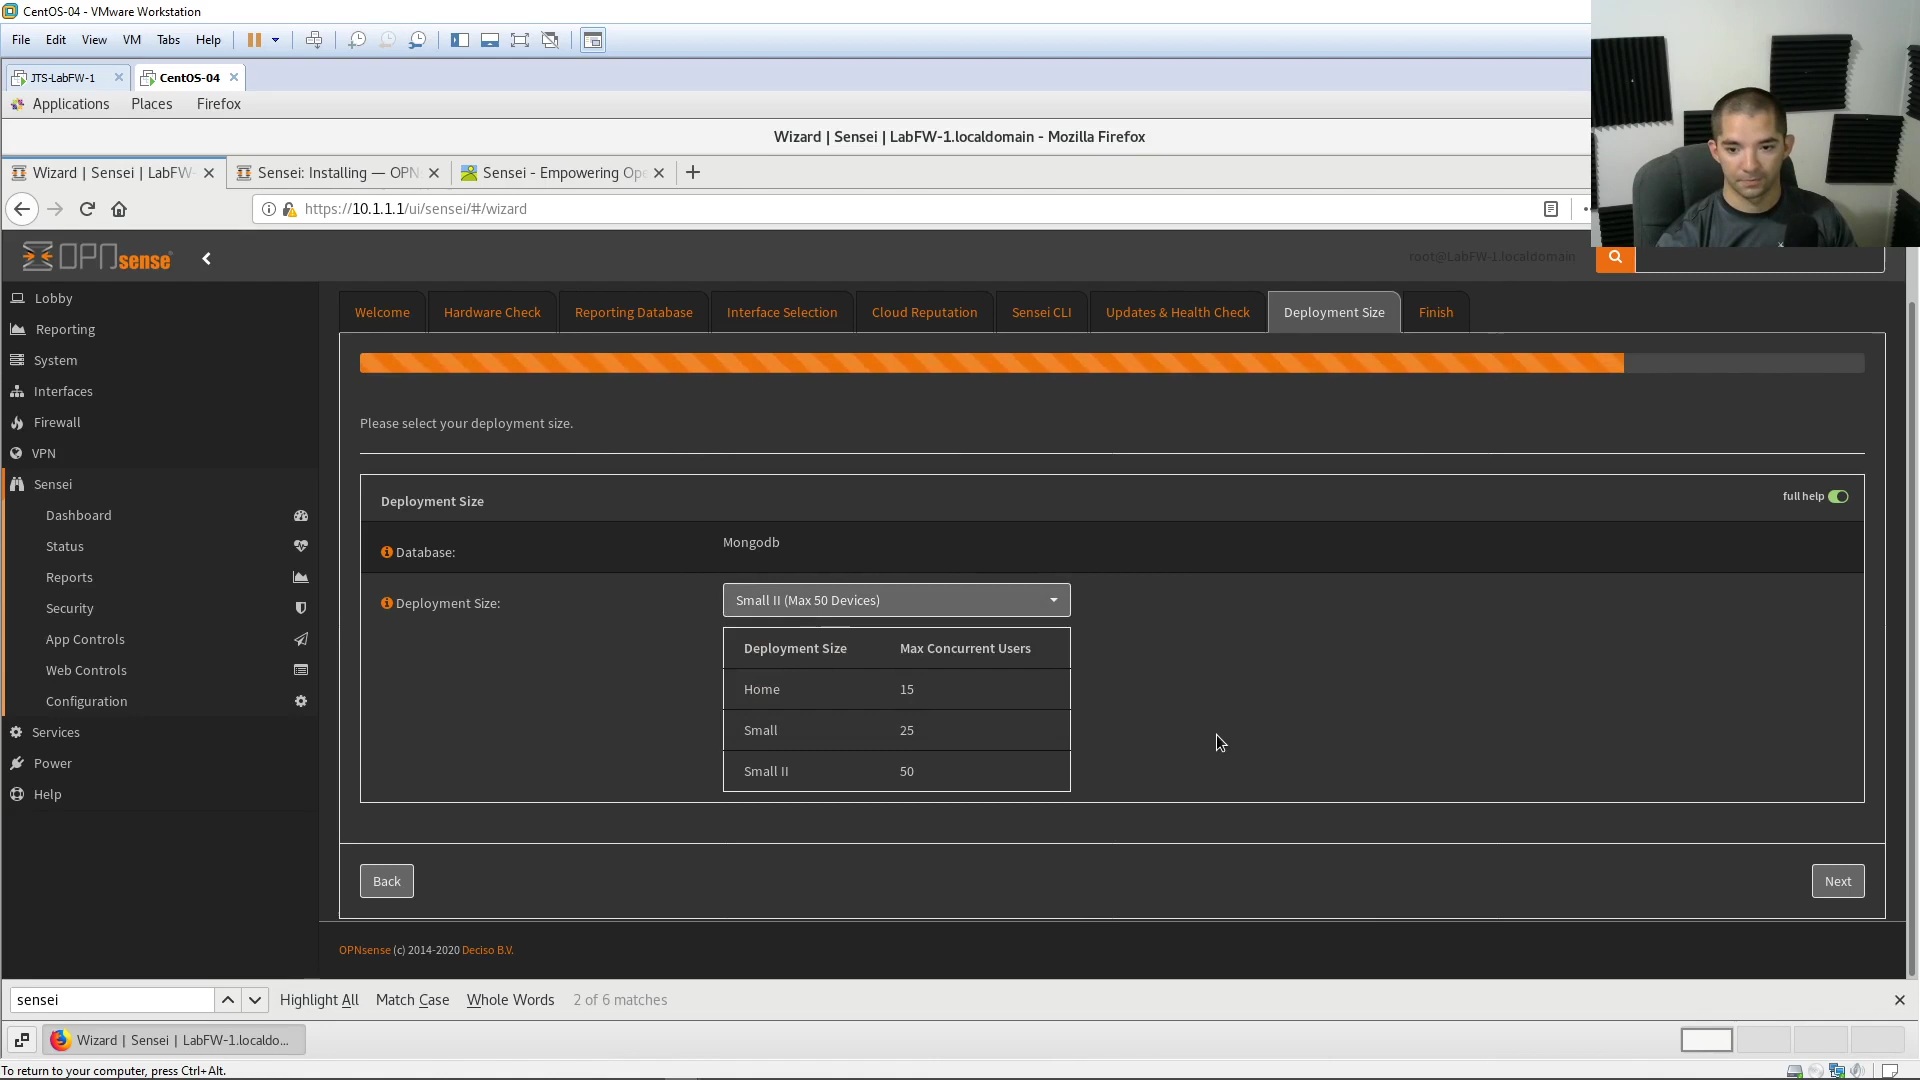 CentOS-04 - VMware Workstation
File Edit View VM Tabs Help
JTS-LabFW-1 CentOS-04
Applications Places Firefox
Wizard | Sensei | LabFW-1.localdomain - Mozilla Firefox
Wizard | Sensei | LabFW- Sensei: Installing — OPN Sensei - Empowering Ope
https://10.1.1.1/ui/sensei/#/wizard
OPNsense
root@LabFW-1.localdomain
Lobby
Reporting
System
Interfaces
Firewall
VPN
Sensei
Dashboard
Status
Reports
Security
App Controls
Web Controls
Configuration
Services
Power
Help
Welcome Hardware Check Reporting Database Interface Selection Cloud Reputation Sensei CLI Updates & Health Check Deployment Size Finish
Please select your deployment size.
Deployment Size
full help
Database: Mongodb
Deployment Size: Small II (Max 50 Devices)
Deployment Size Max Concurrent Users
Home 15
Small 25
Small II 50
Back Next
OPNsense (c) 2014-2020 Deciso B.V.
sensei Highlight All Match Case Whole Words 2 of 6 matches
Wizard | Sensei | LabFW-1.localdo...
To return to your computer, press Ctrl+Alt.